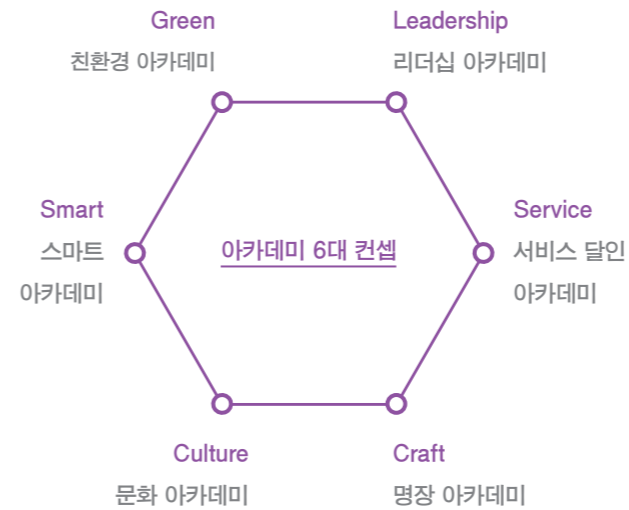 Green
친환경 아카데미
Leadership
리더십 아카데미
Smart
스마트
아카데미
아카데미 6대 컨셉
Service
서비스 달인
아카데미
Culture
문화 아카데미
Craft
명장 아카데미